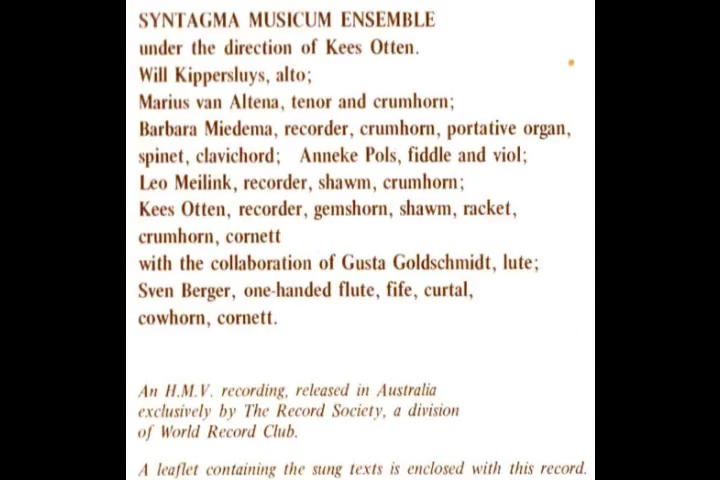 SYNTAGMA MUSICUM ENSEMBLE
under the direction of Kees Otten.
Will Kippersluys, alto;
Marius van Altena, tenor and crumhorn;
Barbara Miedema, recorder, crumhorn, portative organ,
spinet, clavichord; Anneke Pols, fiddle and viol;
Leo Meilink, recorder, shawm, crumhorn;
Kees Otten, recorder, gemshorn, shawm, racket,
crumhorn, cornett
with the collaboration of Gusta Goldschmidt, lute;
Sven Berger, one-handed flute, fife, curtal,
cowhorn, cornett.
An H.M.V. recording, released in Australia
exclusively by The Record Society, a division
of World Record Club.
A leaflet containing the sung texts is enclosed with this record.